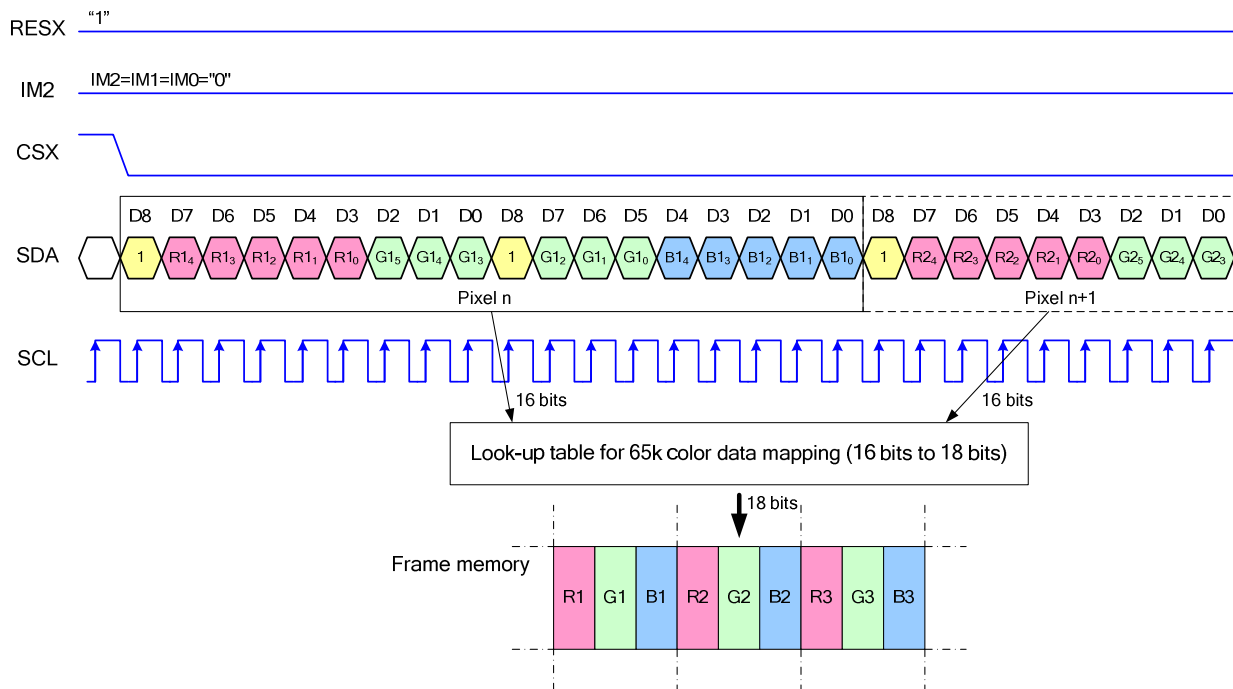 RESX "1"
IM2 IM2=IM1=IM0="0"
CSX
D8 D7 D6 D5 D4 D3 D2 D1 D0 D8 D7 D6 D5 D4 D3 D2 D1 D0 D8 D7 D6 D5 D4 D3 D2 D1 D0
SDA 1 R1₄ R1₃ R1₂ R1₁ R1₀ G1₅ G1₄ G1₃ 1 G1₂ G1₁ G1₀ B1₄ B1₃ B1₂ B1₁ B1₀ 1 R2₄ R2₃ R2₂ R2₁ R2₀ G2₅ G2₄ G2₃
Pixel n Pixel n+1
SCL
16 bits 16 bits
Look-up table for 65k color data mapping (16 bits to 18 bits)
18 bits
Frame memory
R1 G1 B1 R2 G2 B2 R3 G3 B3